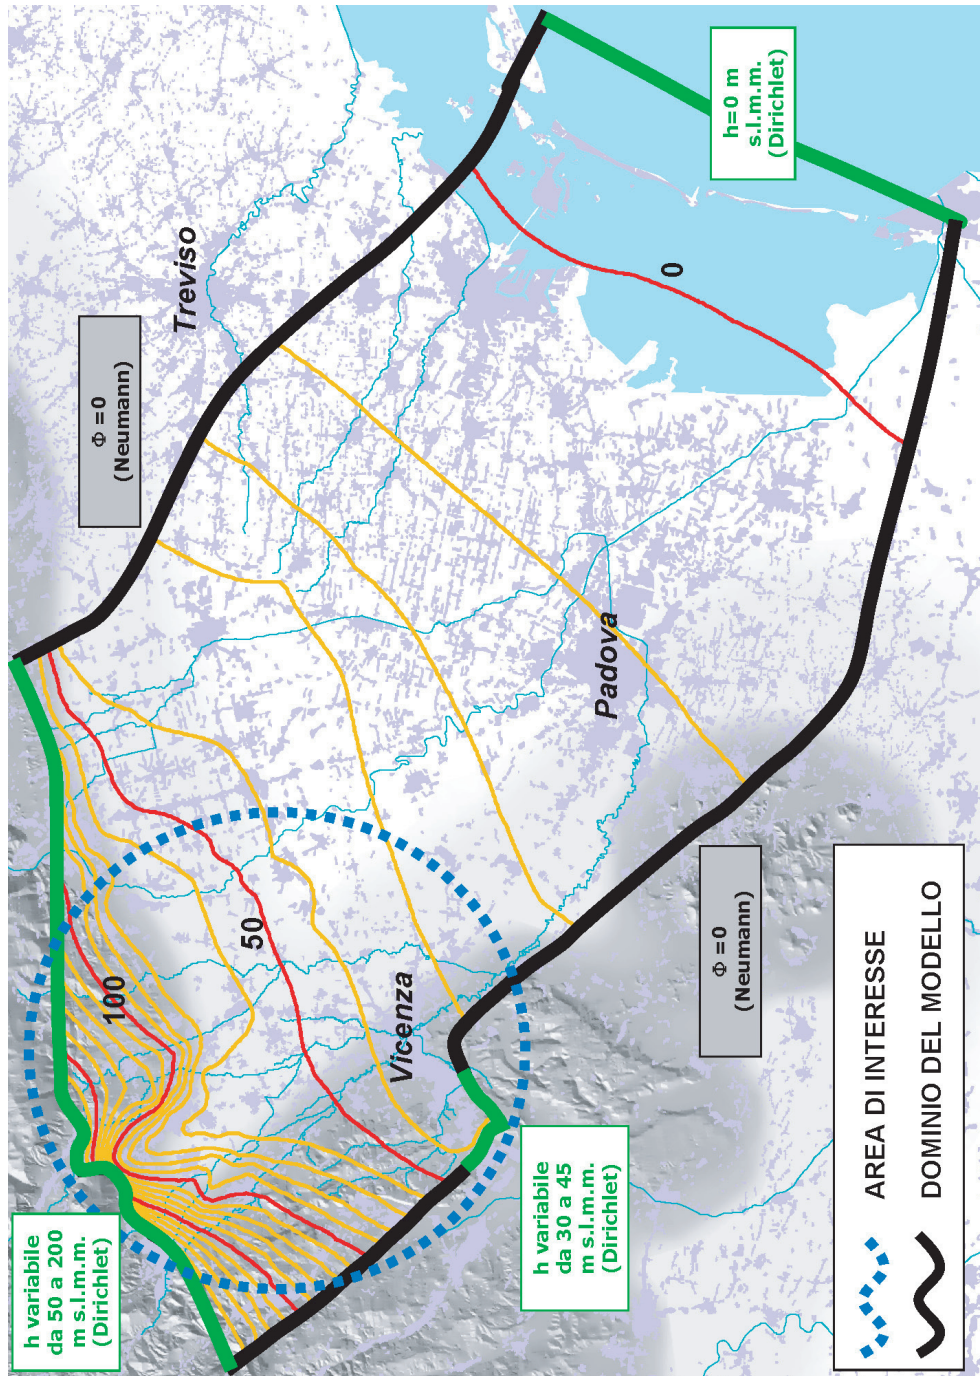 h variabile
da 50 a 200
m s.l.m.m.
(Dirichlet)
Φ =0
(Neumann)
Treviso
h=0 m
s.l.m.m.
(Dirichlet)
100
50
0
Vicenza
Padova
h variabile
da 30 a 45
m s.l.m.m.
(Dirichlet)
Φ =0
(Neumann)
AREA DI INTERESSE
DOMINIO DEL MODELLO